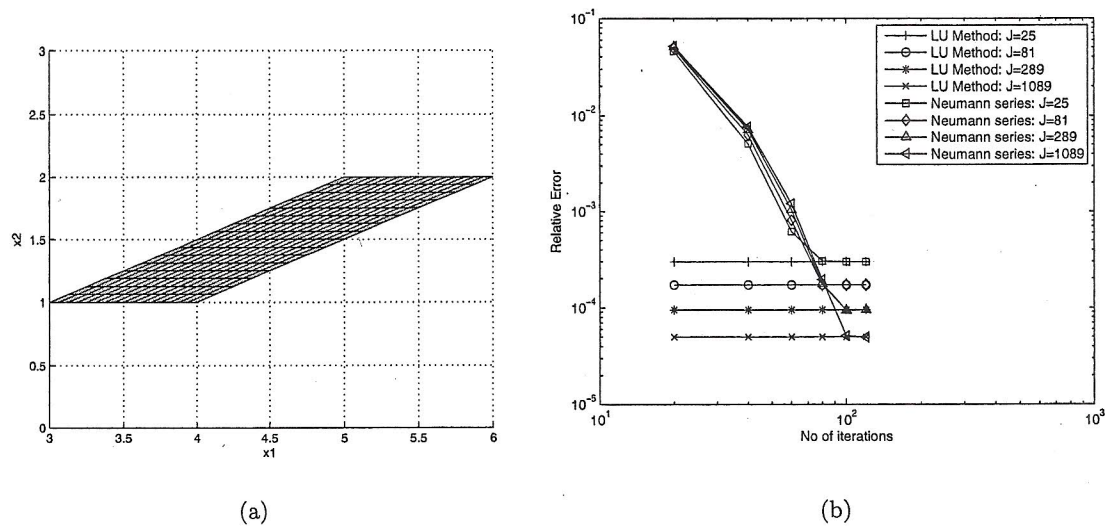 3
2.5
2
1.5
1
0.5
0
x2
3
3.5
4
4.5
5
5.5
6
x1
(a)
10^-1
10^-2
10^-3
10^-4
10^-5
Relative Error
10^1
10^2
10^3
No of iterations
LU Method: J=25
LU Method: J=81
LU Method: J=289
LU Method: J=1089
Neumann series: J=25
Neumann series: J=81
Neumann series: J=289
Neumann series: J=1089
(b)